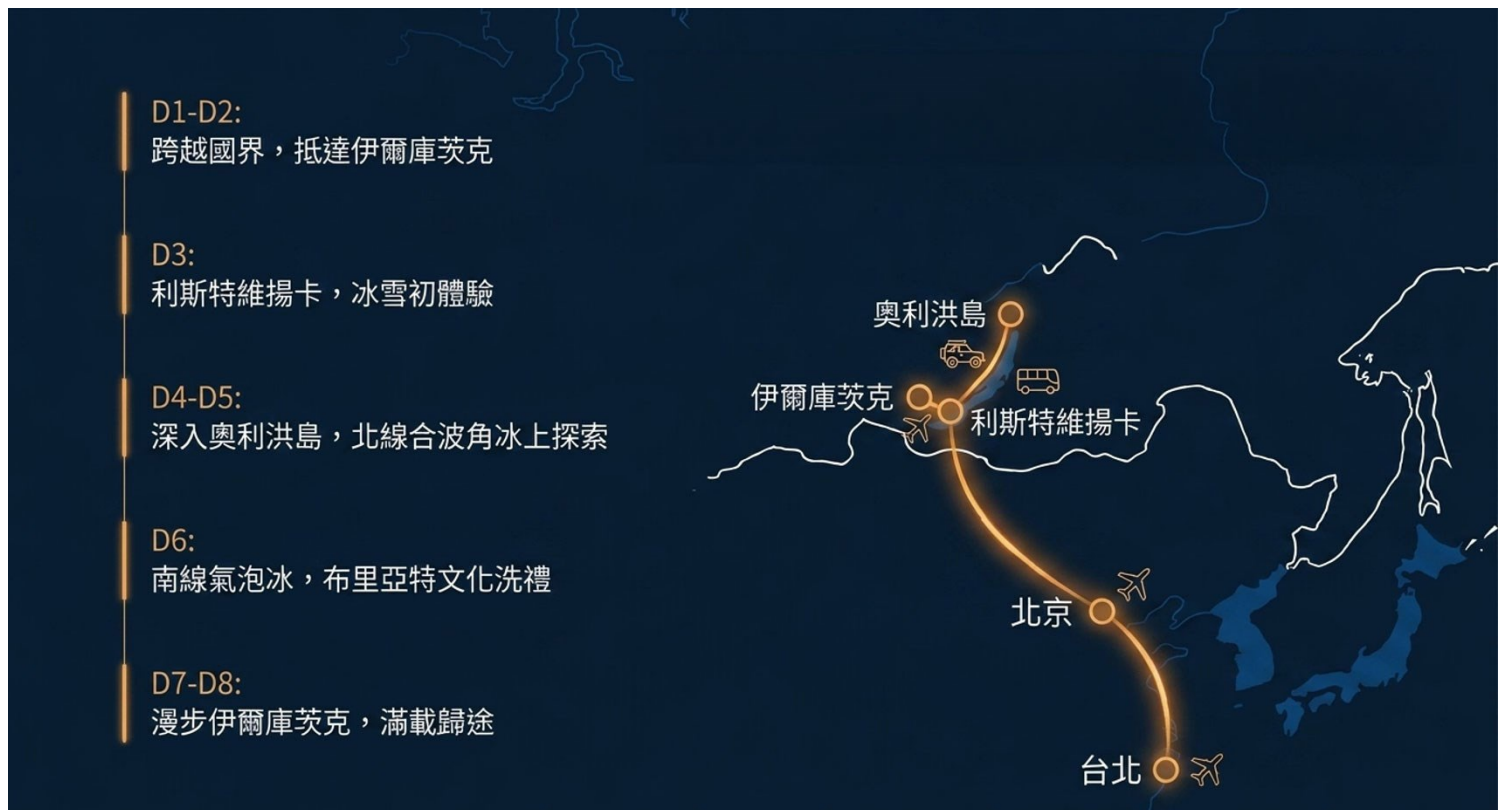 D1-D2:
跨越國界，抵達伊爾庫茨克
D3:
利斯特維揚卡，冰雪初體驗
D4-D5:
深入奧利洪島，北線合波角冰上探索
D6:
南線氣泡冰，布里亞特文化洗禮
D7-D8:
漫步伊爾庫茨克，滿載歸途
奧利洪島
伊爾庫茨克
利斯特維揚卡
北京
台北